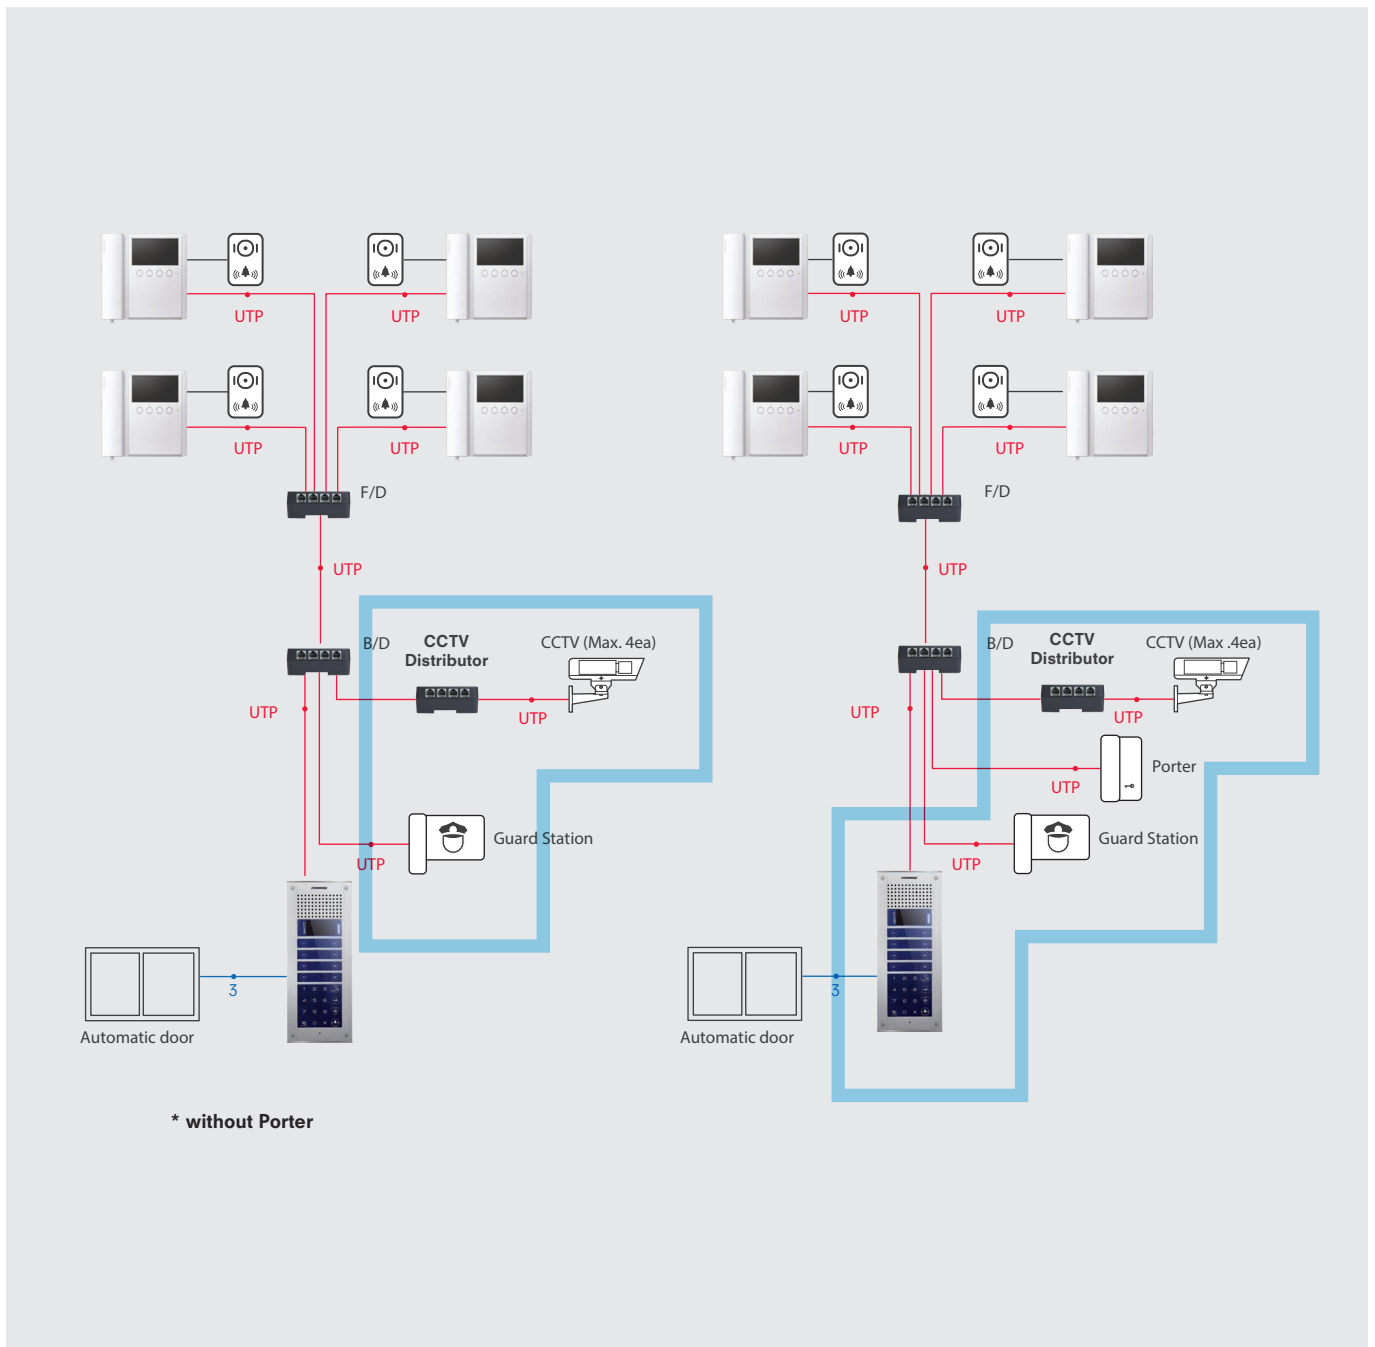 UTP
UTP
UTP
UTP
UTP
UTP
UTP
UTP
F/D
F/D
UTP
UTP
B/D
CCTV
Distributor
CCTV (Max. 4ea)
B/D
CCTV
Distributor
CCTV (Max .4ea)
UTP
UTP
UTP
UTP
Porter
UTP
Guard Station
Guard Station
UTP
UTP
3
3
Automatic door
Automatic door
* without Porter